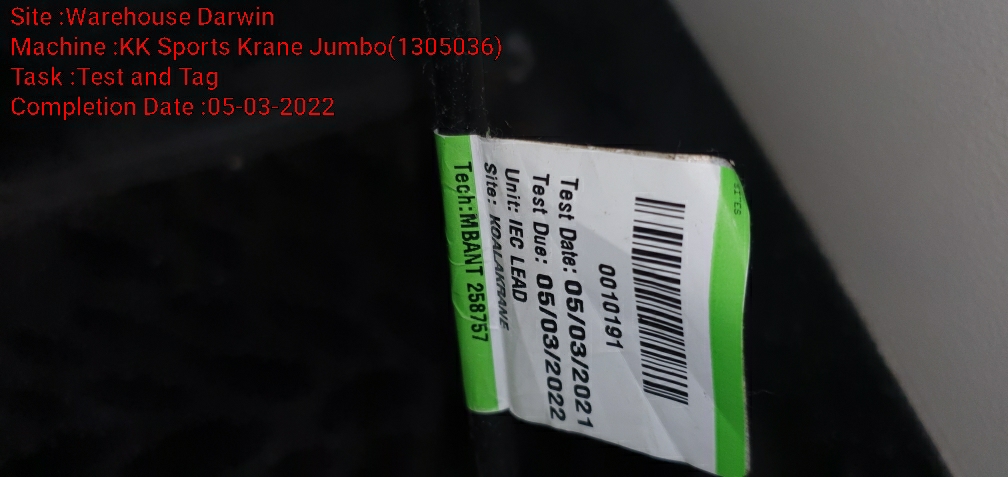 Site :Warehouse Darwin
Machine :KK Sports Krane Jumbo(1305036)
Task :Test and Tag
Completion Date :05-03-2022
0010191
Test Date: 05/03/2021
Test Due: 05/03/2022
Unit: IEC LEAD
Site: KOALAKRANE
Tech:MBANT 258757